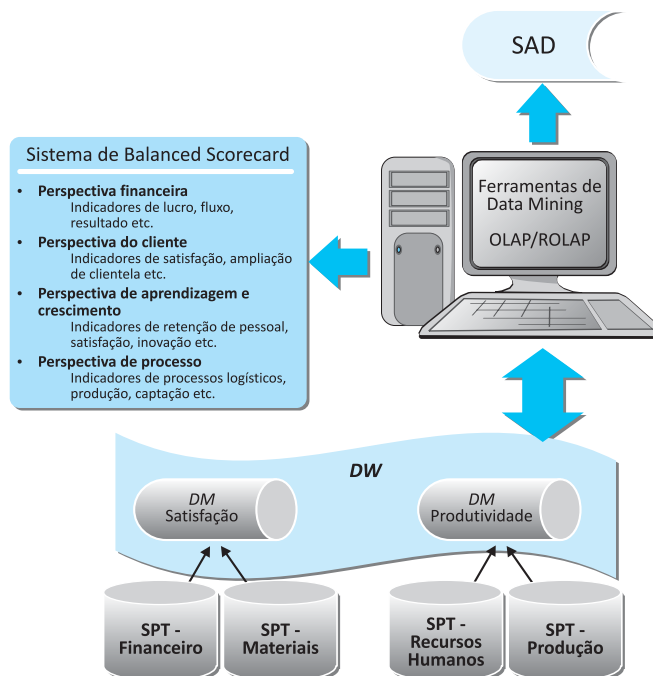 SAD
Sistema de Balanced Scorecard
• Perspectiva financeira
Indicadores de lucro, fluxo,
resultado etc.
• Perspectiva do cliente
Indicadores de satisfação, ampliação
de clientela etc.
• Perspectiva de aprendizagem e
crescimento
Indicadores de retenção de pessoal,
satisfação, inovação etc.
• Perspectiva de processo
Indicadores de processos logísticos,
produção, captação etc.
Ferramentas de
Data Mining
OLAP/ROLAP
DW
DM
Satisfação
DM
Produtividade
SPT -
Financeiro
SPT -
Materiais
SPT -
Recursos
Humanos
SPT -
Produção